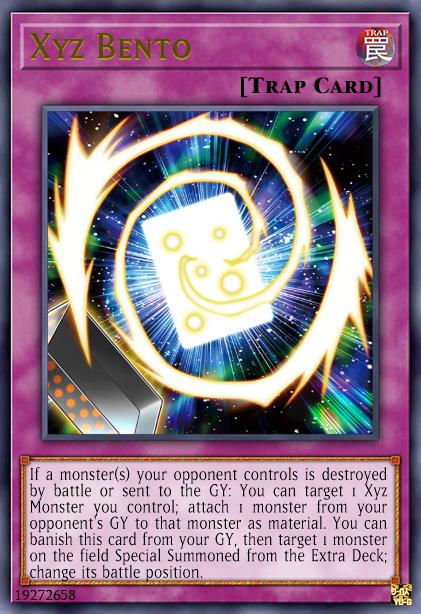 Xyz Bento
TRAP
罠
[Trap Card]
If a monster(s) your opponent controls is destroyed
by battle or sent to the GY: You can target 1 Xyz
Monster you control; attach 1 monster from your
opponent's GY to that monster as material. You can
banish this card from your GY, then target 1 monster
on the field Special Summoned from the Extra Deck;
change its battle position.
19272658